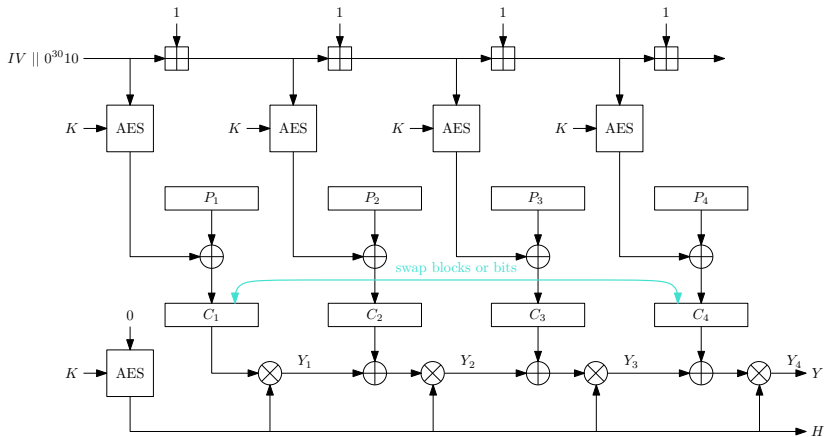 1 1 1 1
IV || 0³⁰10
K AES K AES K AES K AES
P₁ P₂ P₃ P₄
swap blocks or bits
0 C₁ C₂ C₃ C₄
K AES Y₁ Y₂ Y₃ Y₄ Y
H